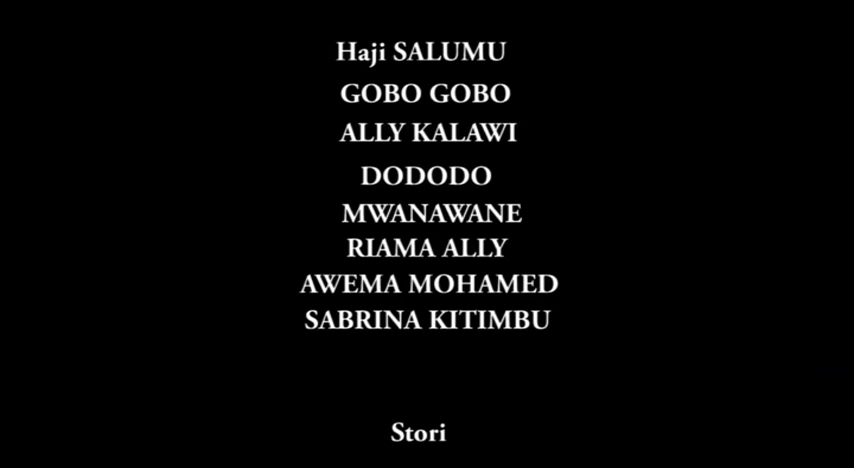 Haji SALUMU
GOBO GOBO
ALLY KALAWI
DODODO
MWANAWANE
RIAMA ALLY
AWEMA MOHAMED
SABRINA KITIMBU
Stori